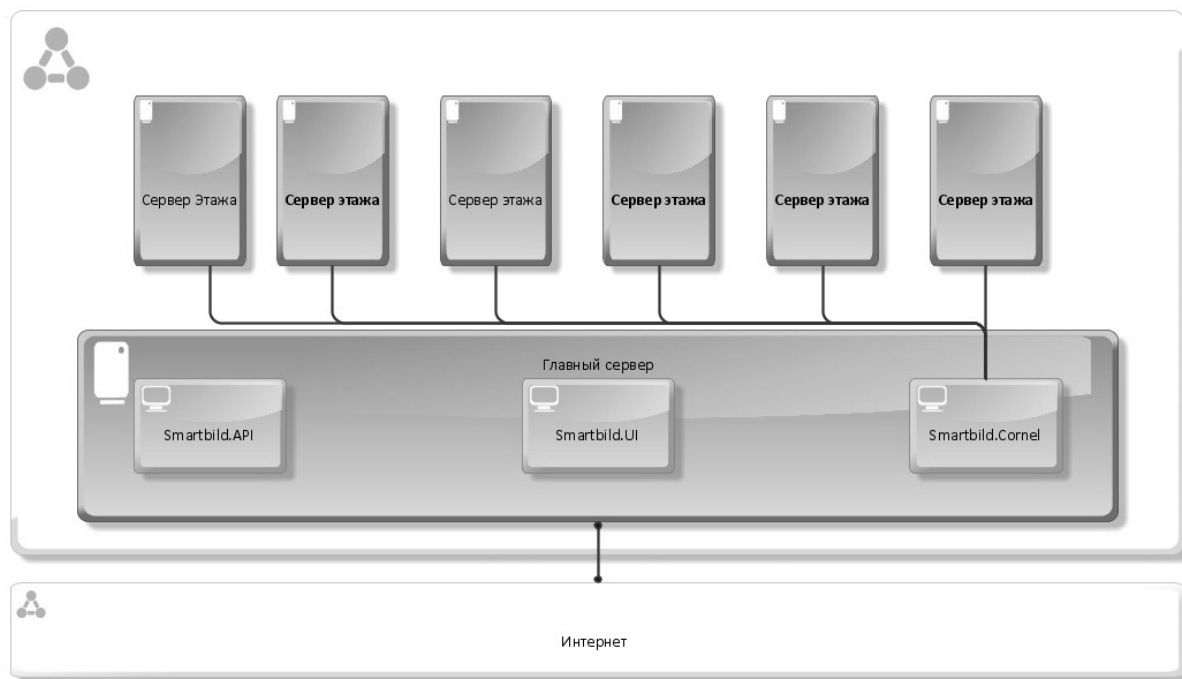 Сервер Этажа
Сервер этажа
Сервер этажа
Сервер этажа
Сервер этажа
Сервер этажа
Главный сервер
Smartbild.API
Smartbild.UI
Smartbild.Cornel
Интернет